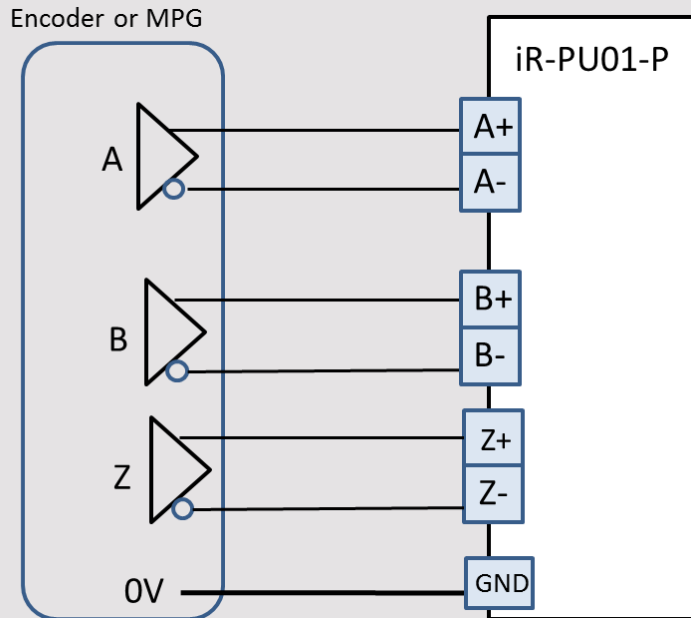 Encoder or MPG
iR-PU01-P
A
A+
A-
B
B+
B-
Z
Z+
Z-
0V
GND